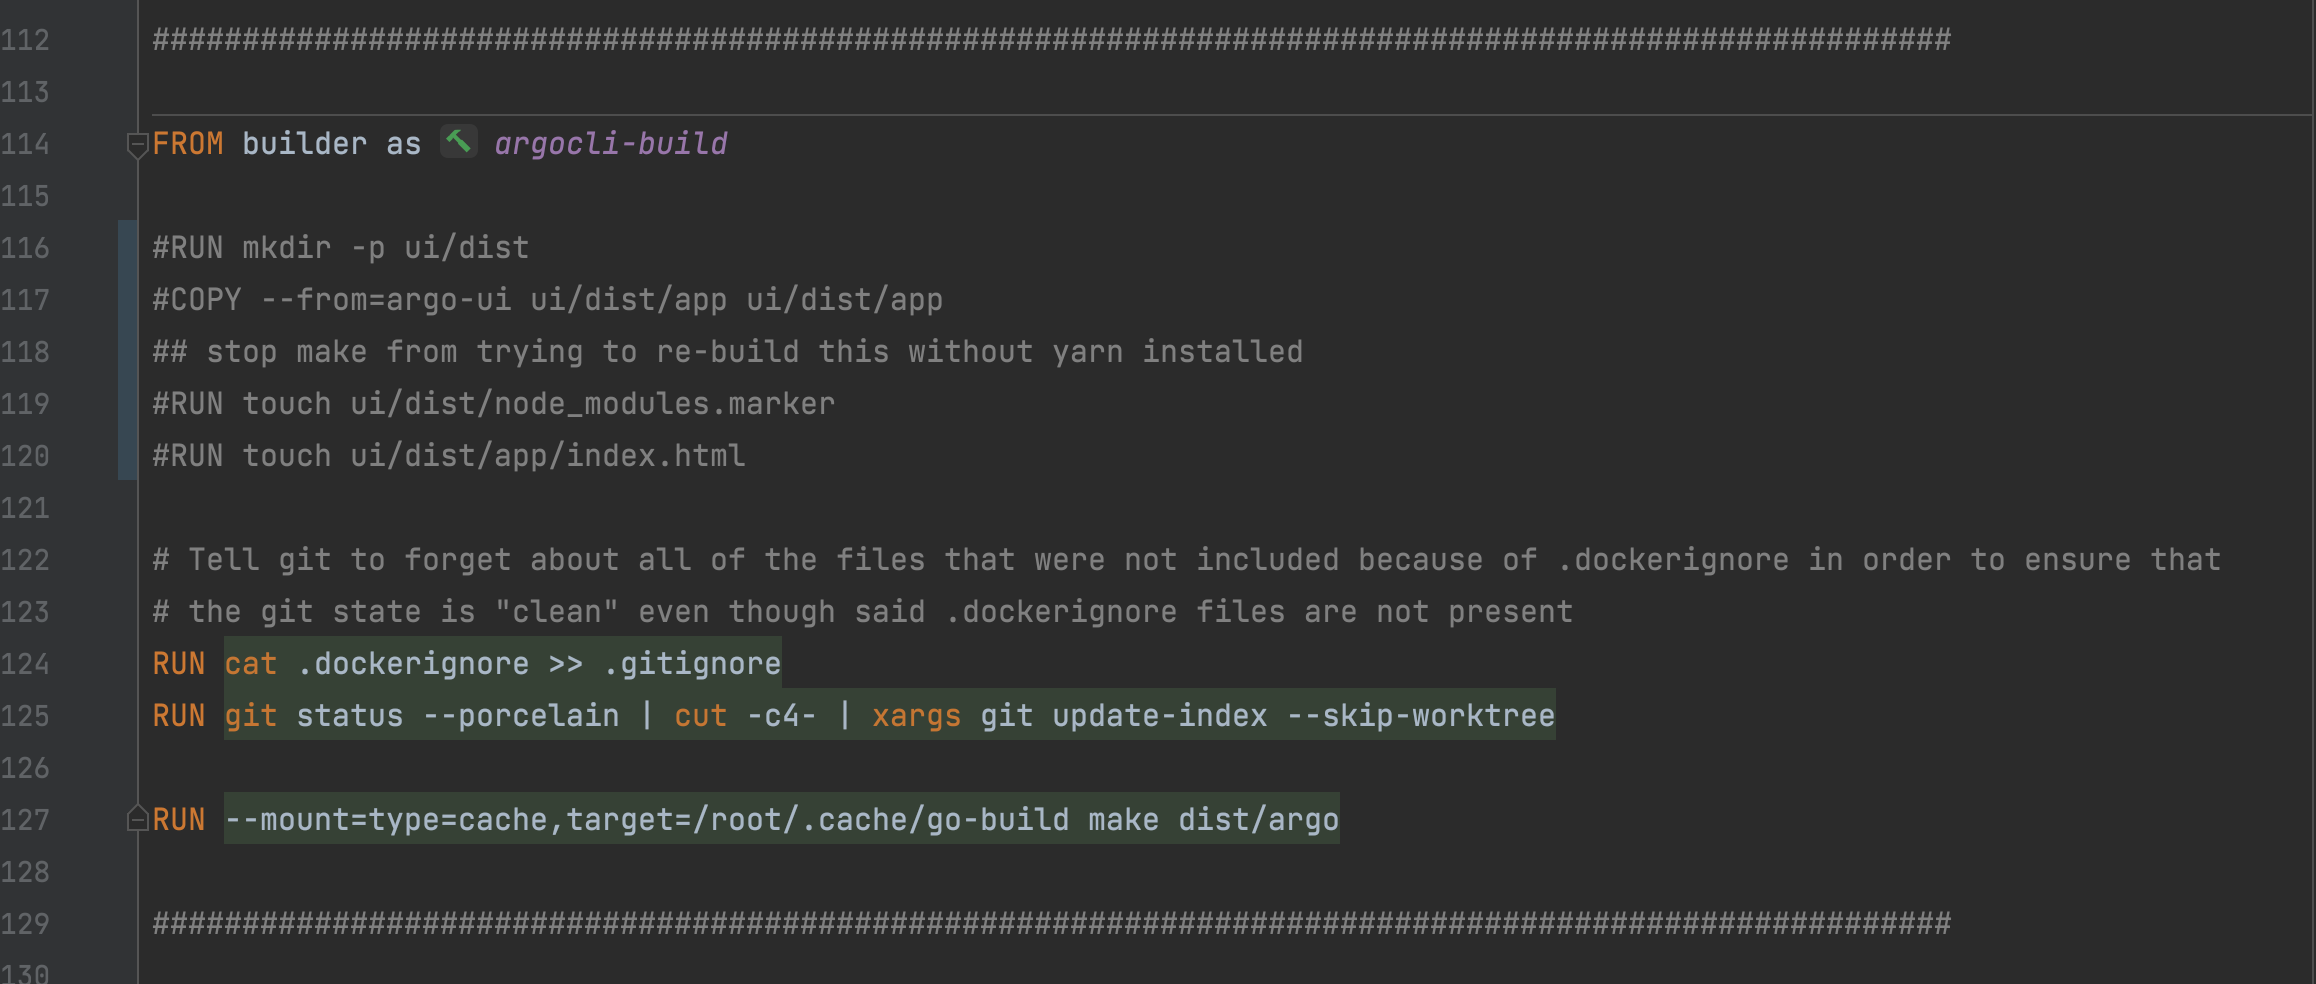 112 ####################################################################################################
113
114 FROM builder as argocli-build
115
116 #RUN mkdir -p ui/dist
117 #COPY --from=argo-ui ui/dist/app ui/dist/app
118 ## stop make from trying to re-build this without yarn installed
119 #RUN touch ui/dist/node_modules.marker
120 #RUN touch ui/dist/app/index.html
121
122 # Tell git to forget about all of the files that were not included because of .dockerignore in order to ensure that
123 # the git state is "clean" even though said .dockerignore files are not present
124 RUN cat .dockerignore >> .gitignore
125 RUN git status --porcelain | cut -c4- | xargs git update-index --skip-worktree
126
127 RUN --mount=type=cache,target=/root/.cache/go-build make dist/argo
128
129 ####################################################################################################
130